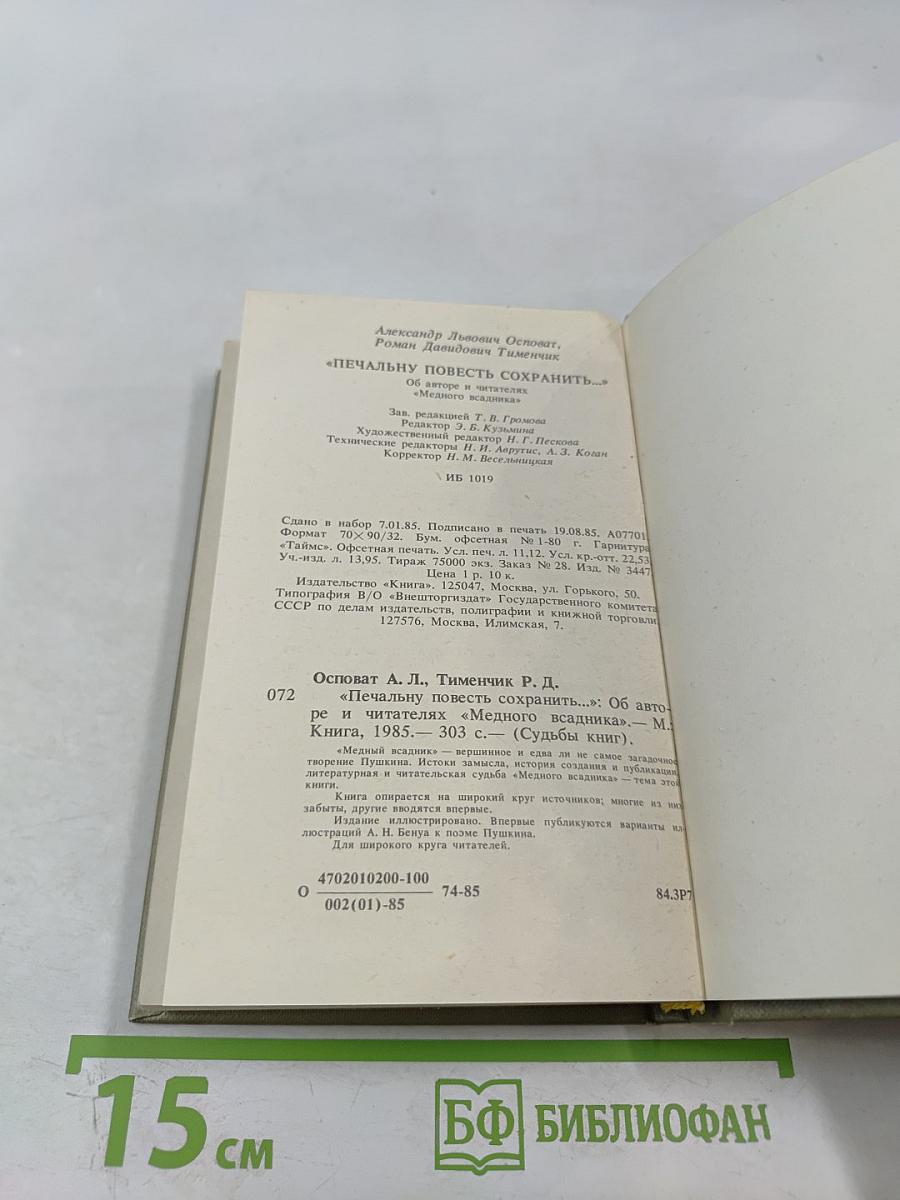 Александр Львович Осповат,
Роман Давидович Тименчик
«ПЕЧАЛЬНУ ПОВЕСТЬ СОХРАНИТЬ...»
Об авторе и читателях
«Медного всадника»
Зав. редакцией Т. В. Громова
Редактор Э. Б. Кузьмина
Художественный редактор Н. Г. Пескова
Технические редакторы Н. И. Аврутис, А. З. Коган
Корректор Н. М. Весельницкая
ИБ 1019
Сдано в набор 7.01.85. Подписано в печать 19.08.85. А07701
Формат 70×90/32. Бум. офсетная №1-80 г. Гарнитура
«Таймс». Офсетная печать. Усл. печ. л. 11,12. Усл. кр.-отт. 22,53
Уч.-изд. л. 13,95. Тираж 75000 экз. Заказ №28. Изд. № 3447
Цена 1 р. 10 к.
Издательство «Книга». 125047, Москва, ул. Горького, 50.
Типография В/О «Внешторгиздат» Государственного комитета
СССР по делам издательств, полиграфии и книжной торговли
127576, Москва, Илимская, 7.
Осповат А. Л., Тименчик Р. Д.
072 «Печальну повесть сохранить...»: Об авто-
ре и читателях «Медного всадника».— М.:
Книга, 1985.— 303 с.— (Судьбы книг).
«Медный всадник» — вершинное и едва ли не самое загадочное
творение Пушкина. Истоки замысла, история создания и публикации,
литературная и читательская судьба «Медного всадника» — тема этой
книги.
Книга опирается на широкий круг источников; многие из них
забыты, другие вводятся впервые.
Издание иллюстрировано. Впервые публикуются варианты ил-
люстраций А. Н. Бенуа к поэме Пушкина.
Для широкого круга читателей.
О 4702010200-100 74-85 84.3Р7
002(01)-85
15 см
БФ БИБЛИОФАН